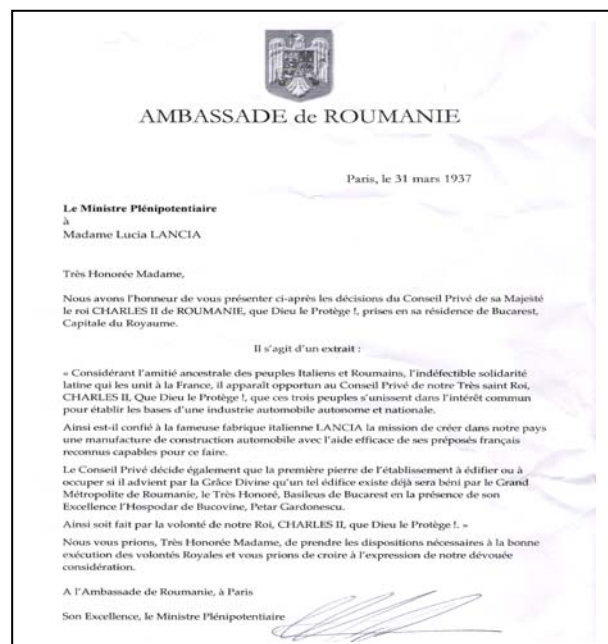 AMBASSADE de ROUMANIE
Paris, le 31 mars 1937
Le Ministre Plénipotentiaire
à
Madame Lucia LANCIA
Très Honorée Madame,
Nous avons l'honneur de vous présenter ci-après les décisions du Conseil Privé de sa Majesté
le roi CHARLES II de ROUMANIE, que Dieu le Protège !, prises en sa résidence de Bucarest,
Capitale du Royaume.
Il s'agit d'un extrait :
« Considérant l'amitié ancestrale des peuples Italiens et Roumains, l'indéfectible solidarité
latine qui les unit à la France, il apparaît opportun au Conseil Privé de notre Très saint Roi,
CHARLES II, Que Dieu le Protège !, que ces trois peuples s'unissent dans l'intérêt commun
pour établir les bases d'une industrie automobile autonome et nationale.
Ainsi est-il confié à la fameuse fabrique italienne LANCIA la mission de créer dans notre pays
une manufacture de construction automobile avec l'aide efficace de ses préposés français
reconnus capables pour ce faire.
Le Conseil Privé décide également que la première pierre de l'établissement à édifier ou à
occuper si il advient par la Grâce Divine qu'un tel édifice existe déjà sera béni par le Grand
Métropolite de Roumanie, le Très Honoré, Basileus de Bucarest en la présence de son
Excellence l'Hospodar de Bucovine, Petar Gardonescu.
Ainsi soit fait par la volonté de notre Roi, CHARLES II, que Dieu le Protège !. »
Nous vous prions, Très Honorée Madame, de prendre les dispositions nécessaires à la bonne
exécution des volontés Royales et vous prions de croire à l'expression de notre dévouée
considération.
A l'Ambassade de Roumanie, à Paris
Son Excellence, le Ministre Plénipotentiaire